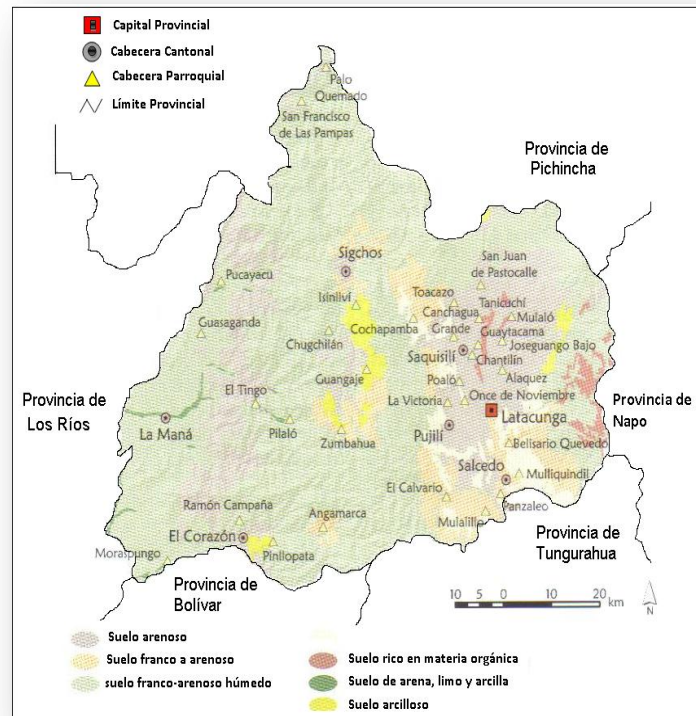 Capital Provincial
Cabecera Cantonal
Cabecera Parroquial
Límite Provincial
Palo
Quemado
San Francisco
de Las Pampas
Provincia de
Pichincha
Sigchos
San Juan
de Pastocalle
Pucayacu
Isinliví
Toacazo
Tanicuchí
Canchagua
Mulaló
Guasaganda
Cochapamba
Grande
Guaytacama
Chugchilán
Joseguango Bajo
Saquisilí
Chantilín
Guangaje
Alaquez
Poaló
Provincia de
Los Ríos
El Tingo
La Victoria
Once de Noviembre
Provincia de
Napo
Latacunga
La Maná
Pilaló
Zumbahua
Pujilí
Belisario Quevedo
Salcedo
Mulliquindil
El Calvario
Ramón Campaña
Angamarca
Panzaleo
Mulalillo
El Corazón
Provincia de
Tungurahua
Moraspungo
Pinllopata
Provincia de
Bolívar
10 5 0 10 20 km
N
Suelo arenoso
Suelo franco a arenoso
suelo franco-arenoso húmedo
Suelo rico en materia orgánica
Suelo de arena, limo y arcilla
Suelo arcilloso